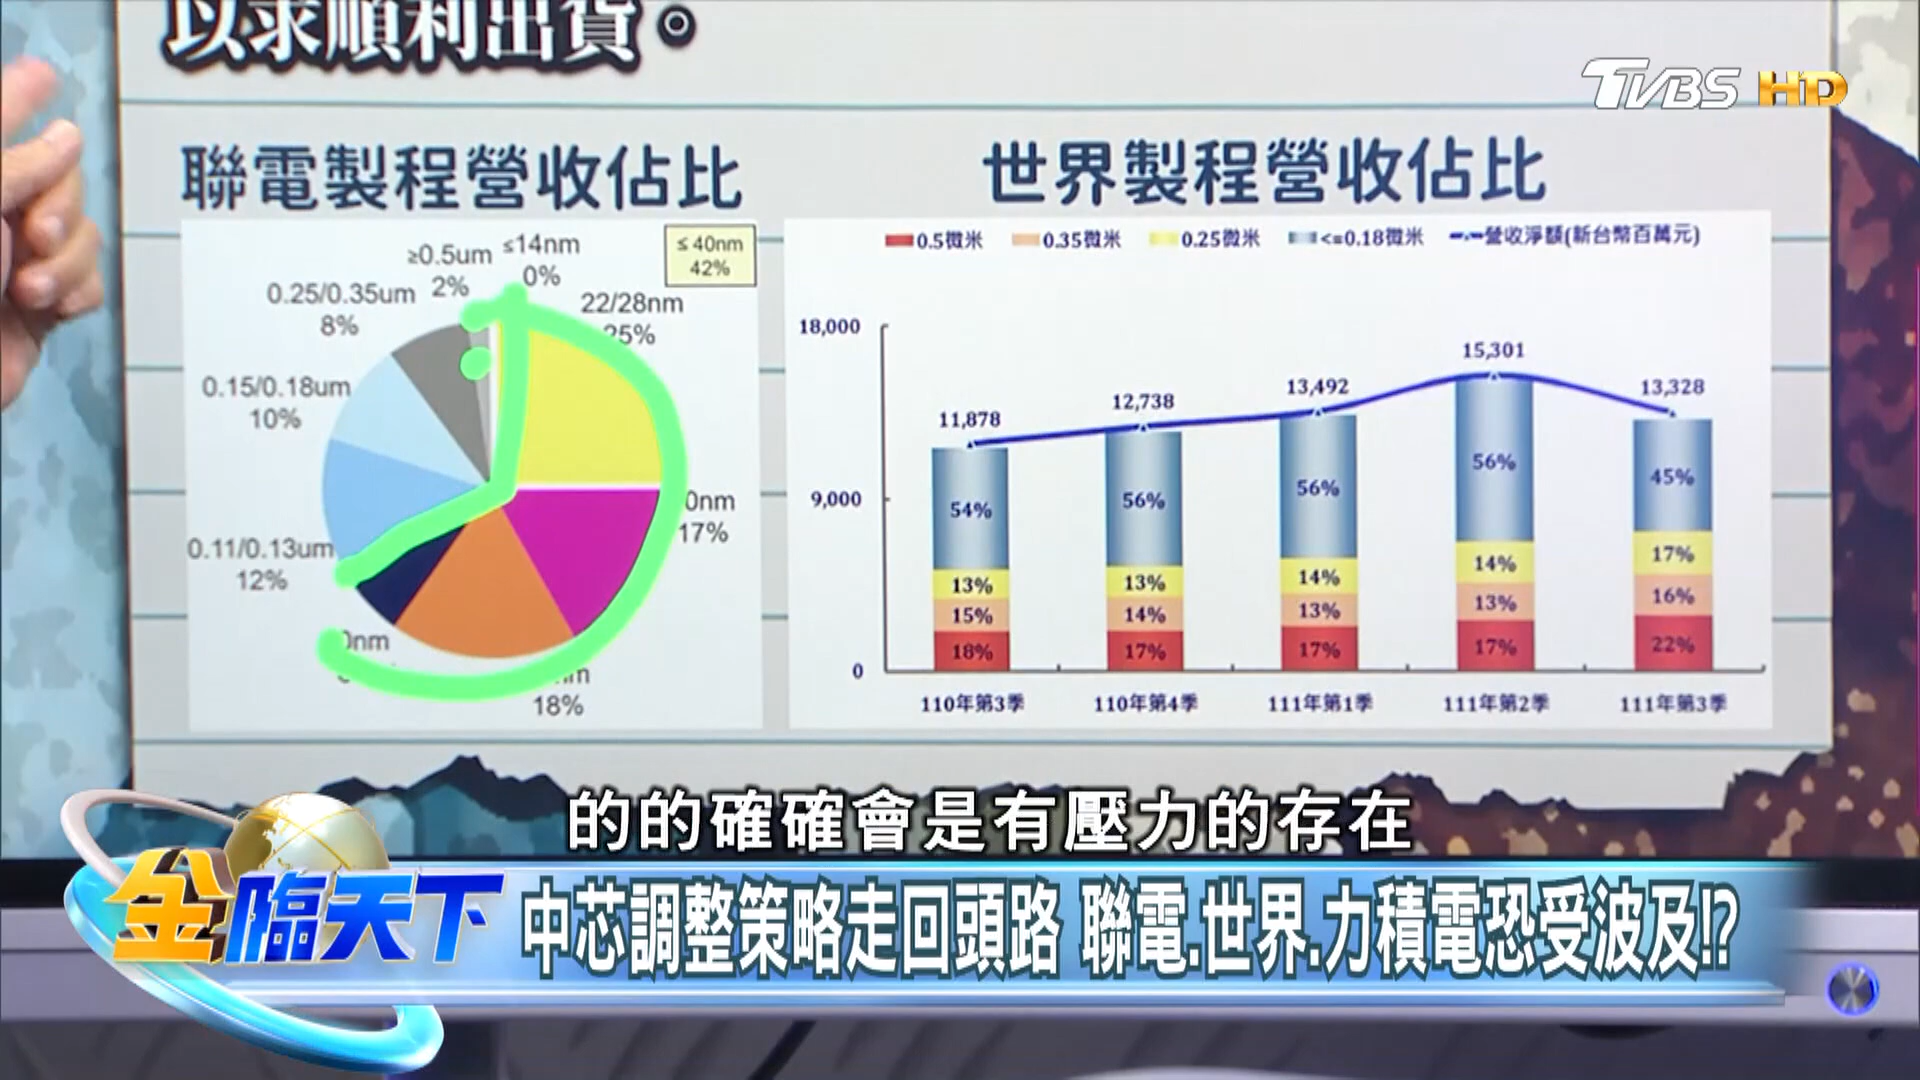 以求順利出貨。
TVBS HD
聯電製程營收佔比
世界製程營收佔比
≥0.5um
2%
≤14nm
0%
≤ 40nm
42%
0.25/0.35um
8%
22/28nm
25%
0.15/0.18um
10%
0nm
17%
0.11/0.13um
12%
0nm
18%
0.5微米
0.35微米
0.25微米
<=0.18微米
營收淨額(新台幣百萬元)
18,000
9,000
0
11,878
12,738
13,492
15,301
13,328
54%
56%
56%
56%
45%
13%
13%
14%
14%
17%
15%
14%
13%
13%
16%
18%
17%
17%
17%
22%
110年第3季
110年第4季
111年第1季
111年第2季
111年第3季
的的確確會是有壓力的存在
金臨天下
中芯調整策略走回頭路 聯電.世界.力積電恐受波及!?